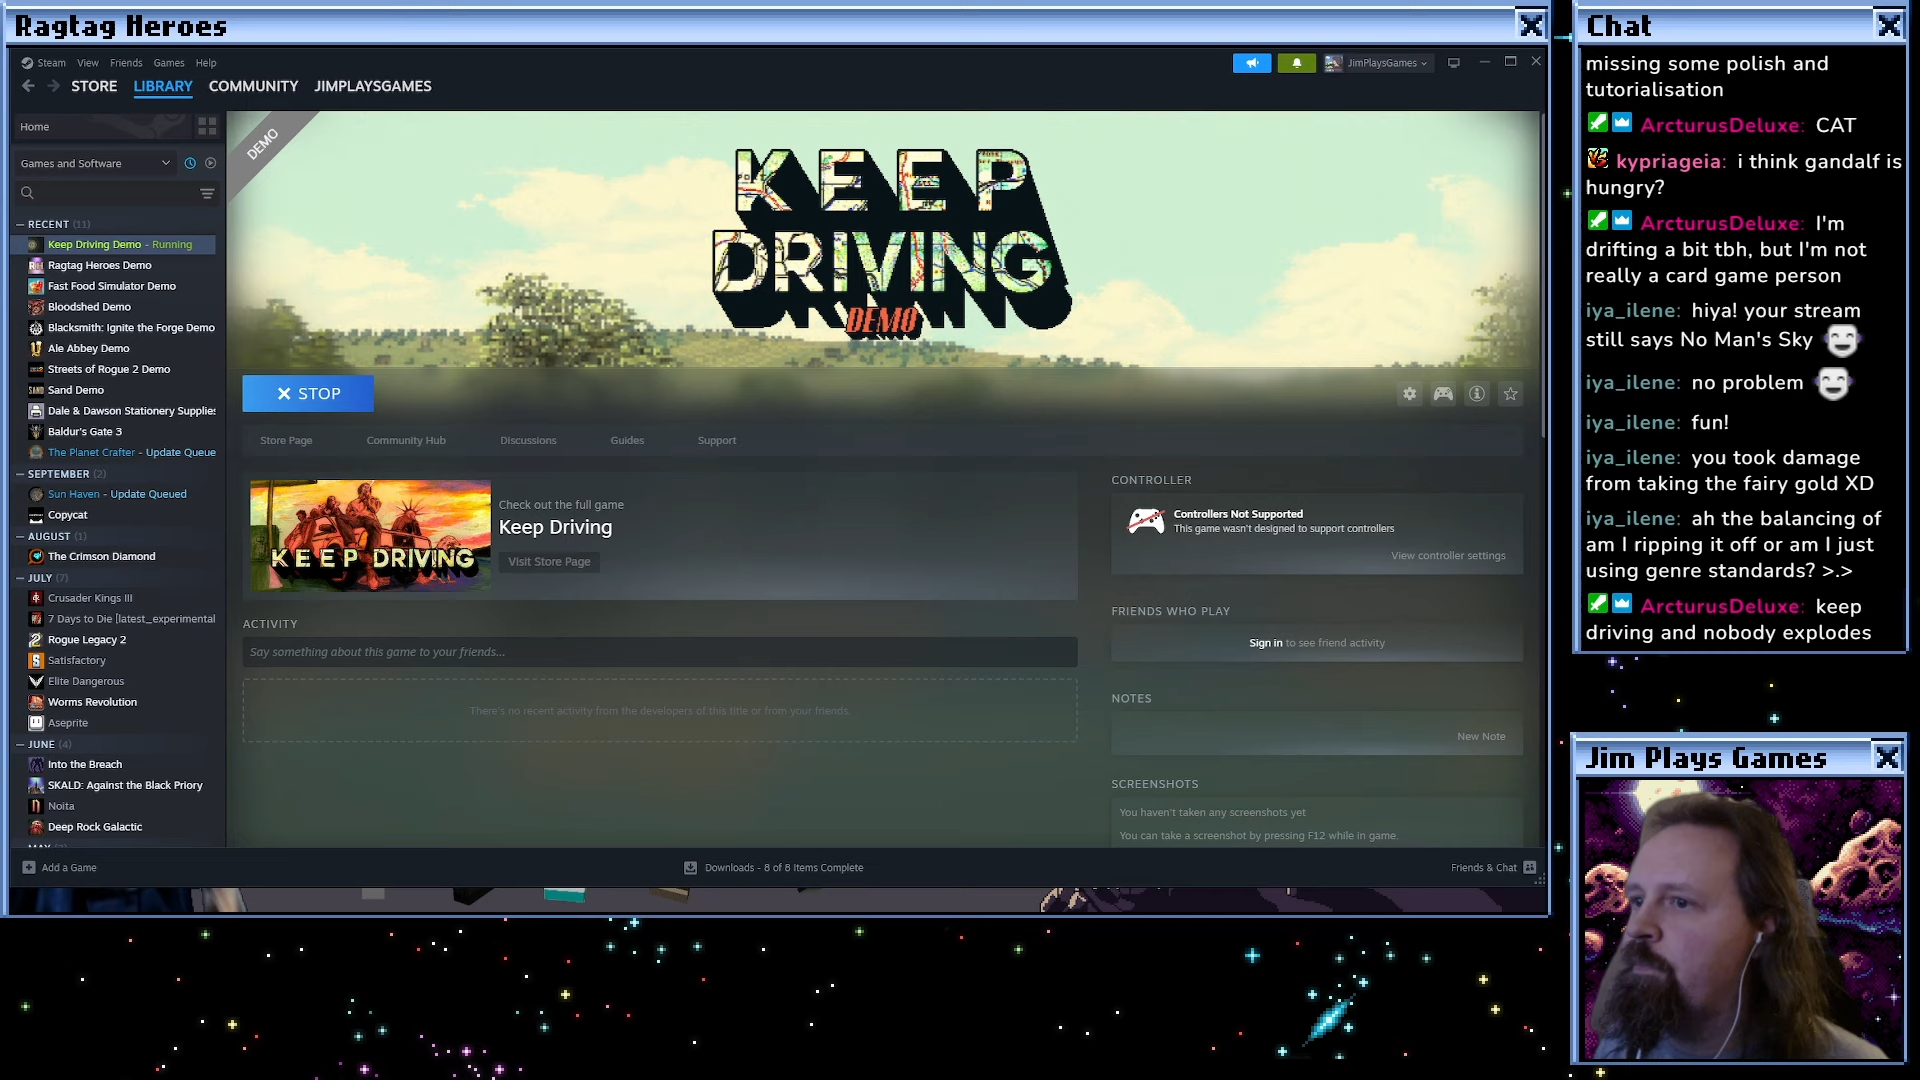 Ragtag Heroes
Steam View Friends Games Help
JimPlaysGames
STORE LIBRARY COMMUNITY JIMPLAYSGAMES
Home
Games and Software
RECENT (11)
Keep Driving Demo - Running
Ragtag Heroes Demo
Fast Food Simulator Demo
Bloodshed Demo
Blacksmith: Ignite the Forge Demo
Ale Abbey Demo
Streets of Rogue 2 Demo
Sand Demo
Dale & Dawson Stationery Supplies
Baldur's Gate 3
The Planet Crafter - Update Queue
SEPTEMBER (2)
Sun Haven - Update Queued
Copycat
AUGUST (1)
The Crimson Diamond
JULY (7)
Crusader Kings III
7 Days to Die [latest_experimental
Rogue Legacy 2
Satisfactory
Elite Dangerous
Worms Revolution
Aseprite
JUNE (4)
Into the Breach
SKALD: Against the Black Priory
Noita
Deep Rock Galactic
Add a Game
DEMO
KEEP
DRIVING
DEMO
STOP
Store Page Community Hub Discussions Guides Support
KEEP DRIVING
Check out the full game
Keep Driving
Visit Store Page
ACTIVITY
Say something about this game to your friends...
There's no recent activity from the developers of this title or from your friends.
CONTROLLER
Controllers Not Supported
This game wasn't designed to support controllers
View controller settings
FRIENDS WHO PLAY
Sign in to see friend activity
NOTES
New Note
SCREENSHOTS
You haven't taken any screenshots yet
You can take a screenshot by pressing F12 while in game.
Downloads - 8 of 8 Items Complete
Friends & Chat
Chat
missing some polish and
tutorialisation
ArcturusDeluxe: CAT
kypriageia: i think gandalf is
hungry?
ArcturusDeluxe: I'm
drifting a bit tbh, but I'm not
really a card game person
iya_ilene: hiya! your stream
still says No Man's Sky
iya_ilene: no problem
iya_ilene: fun!
iya_ilene: you took damage
from taking the fairy gold XD
iya_ilene: ah the balancing of
am I ripping it off or am I just
using genre standards? >.>
ArcturusDeluxe: keep
driving and nobody explodes
Jim Plays Games